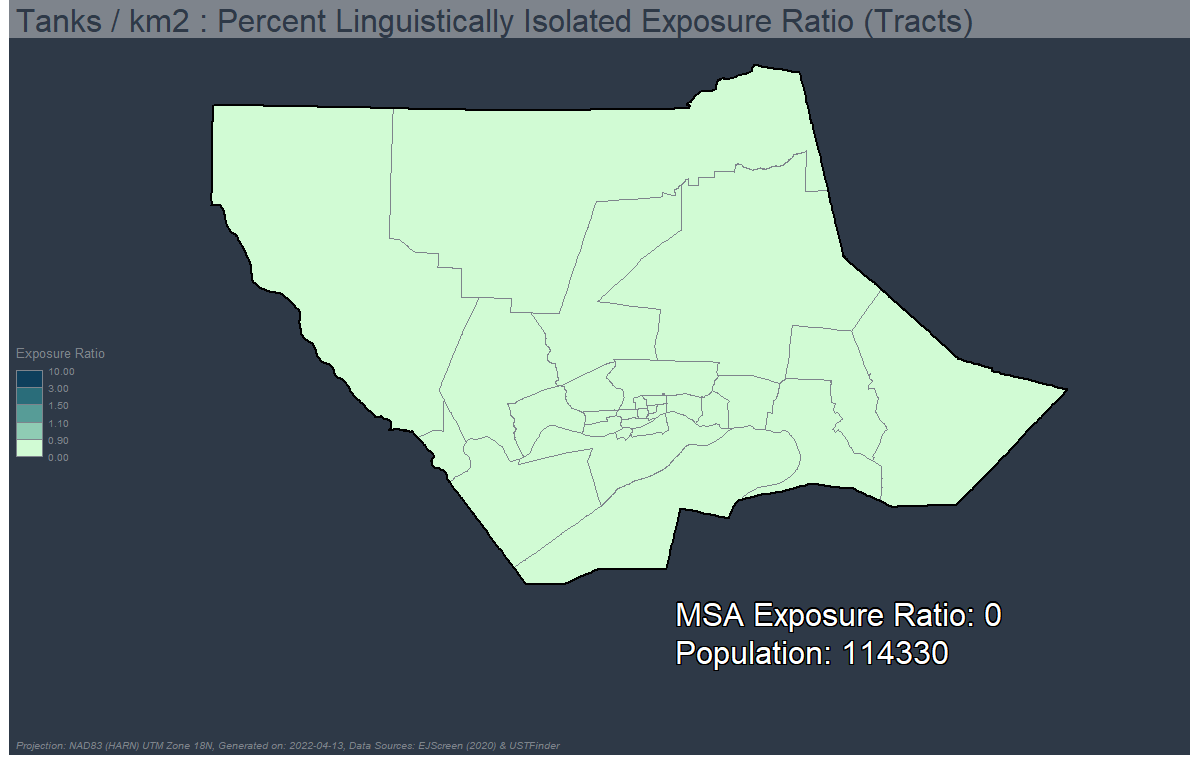 Tanks / km2 : Percent Linguistically Isolated Exposure Ratio (Tracts)
Exposure Ratio
10.00
3.00
1.50
1.10
0.90
0.00
MSA Exposure Ratio: 0
Population: 114330
Projection: NAD83 (HARN) UTM Zone 18N, Generated on: 2022-04-13, Data Sources: EJScreen (2020) & USTFinder